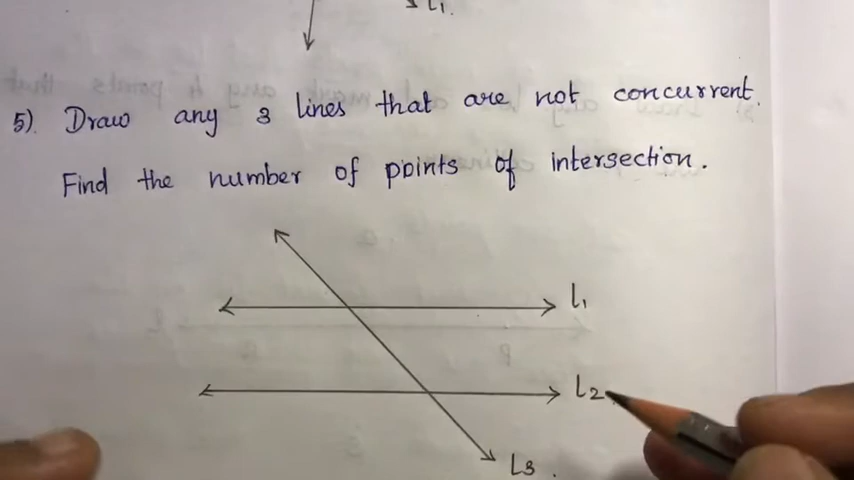 l1.
5). Draw any 3 lines that are not concurrent.
Find the number of points of intersection.
l1
l2
L3.